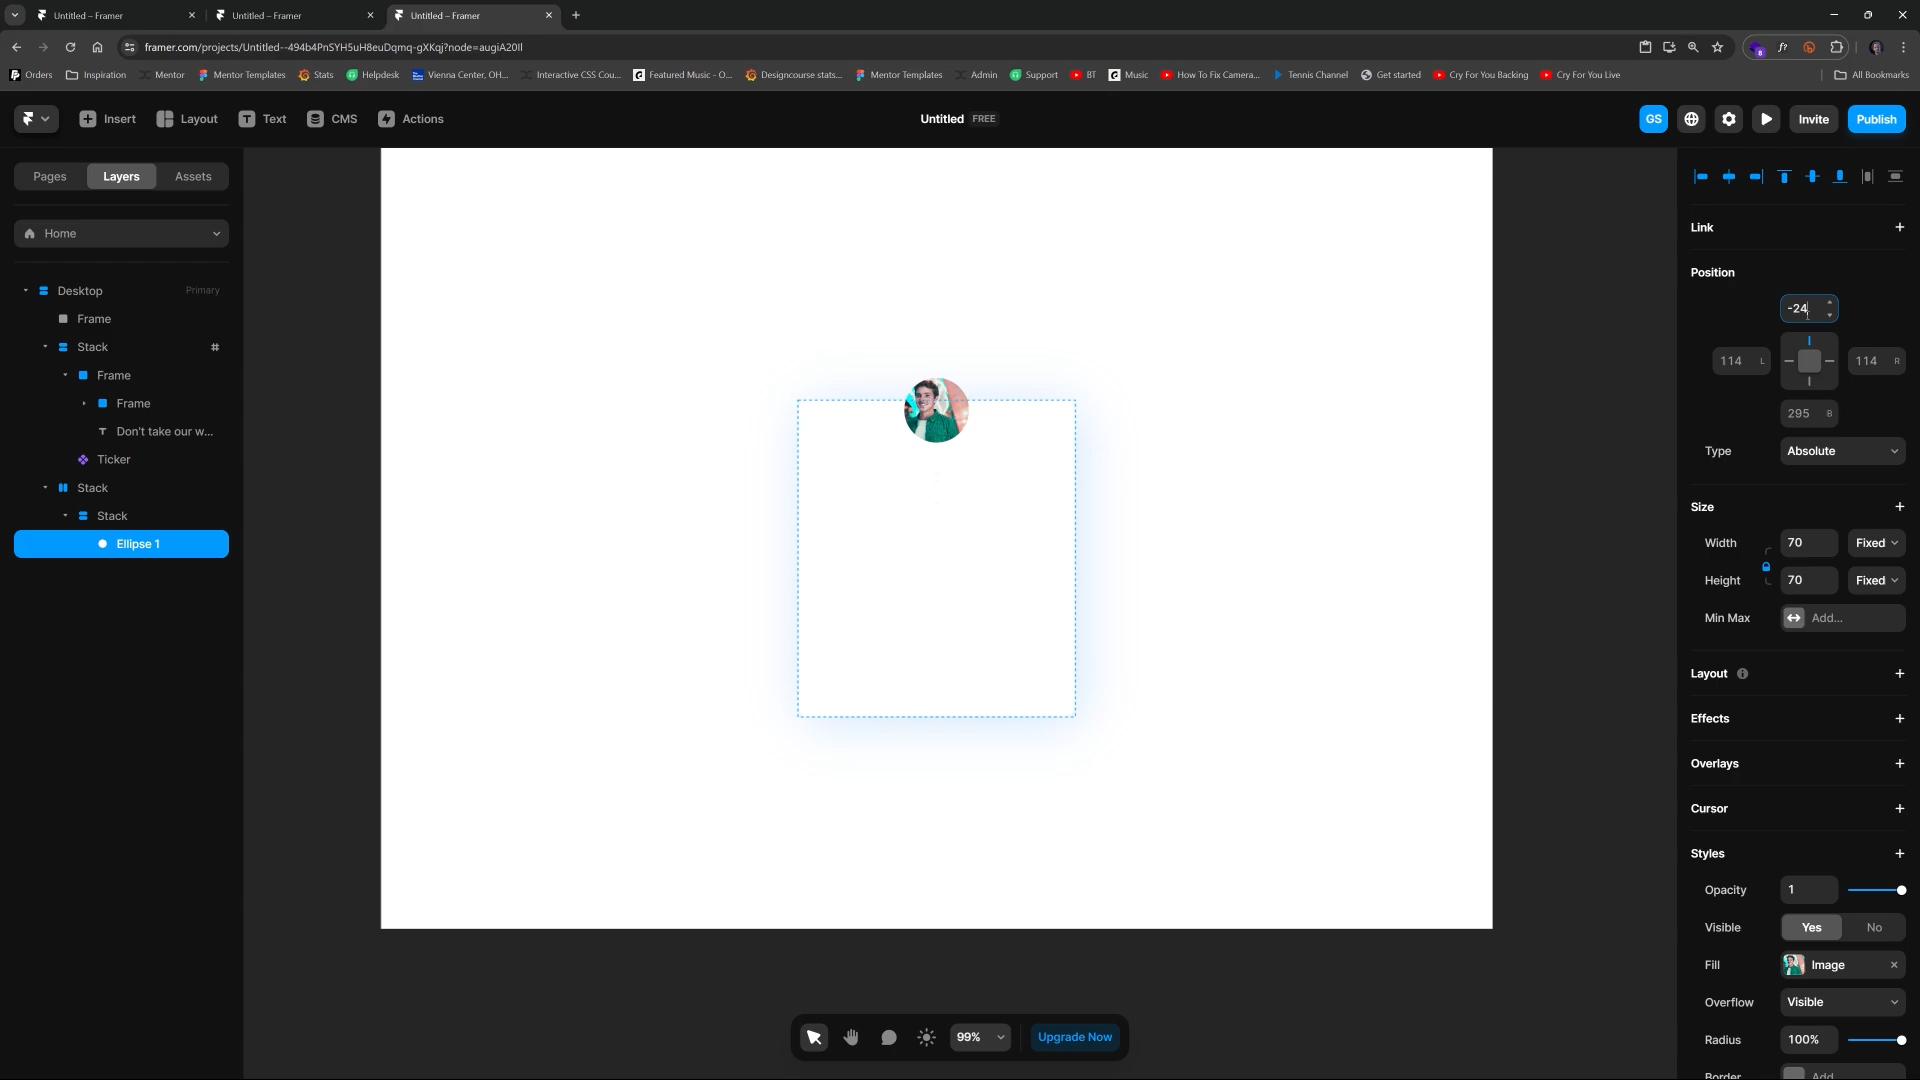 Untitled – Framer
Untitled – Framer
Untitled – Framer
framer.com/projects/Untitled--494b4PnSYH5uH8euDqmq-gXKqj?node=augiA20Il
Orders
Inspiration
Mentor
Mentor Templates
Stats
Helpdesk
Vienna Center, OH...
Interactive CSS Cou...
Featured Music - O...
Designcourse stats...
Mentor Templates
Admin
Support
BT
Music
How To Fix Camera...
Tennis Channel
Get started
Cry For You Backing
Cry For You Live
All Bookmarks
Insert
Layout
Text
CMS
Actions
Untitled FREE
GS
Invite
Publish
Pages
Layers
Assets
Home
Desktop
Primary
Frame
Stack
Frame
Frame
Don't take our w...
Ticker
Stack
Stack
Ellipse 1
Link
Position
-24
114 L
114 R
295 B
Type
Absolute
Size
Width
70
Fixed
Height
70
Fixed
Min Max
Add...
Layout
Effects
Overlays
Cursor
Styles
Opacity
1
Visible
Yes
No
Fill
Image
Overflow
Visible
Radius
100%
Border
Add
99%
Upgrade Now